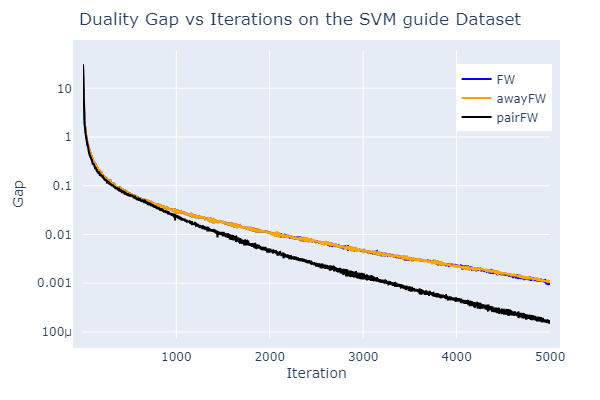 Duality Gap vs Iterations on the SVM guide Dataset
FW
awayFW
pairFW
10
1
0.1
0.01
0.001
100μ
Gap
1000
2000
3000
4000
5000
Iteration